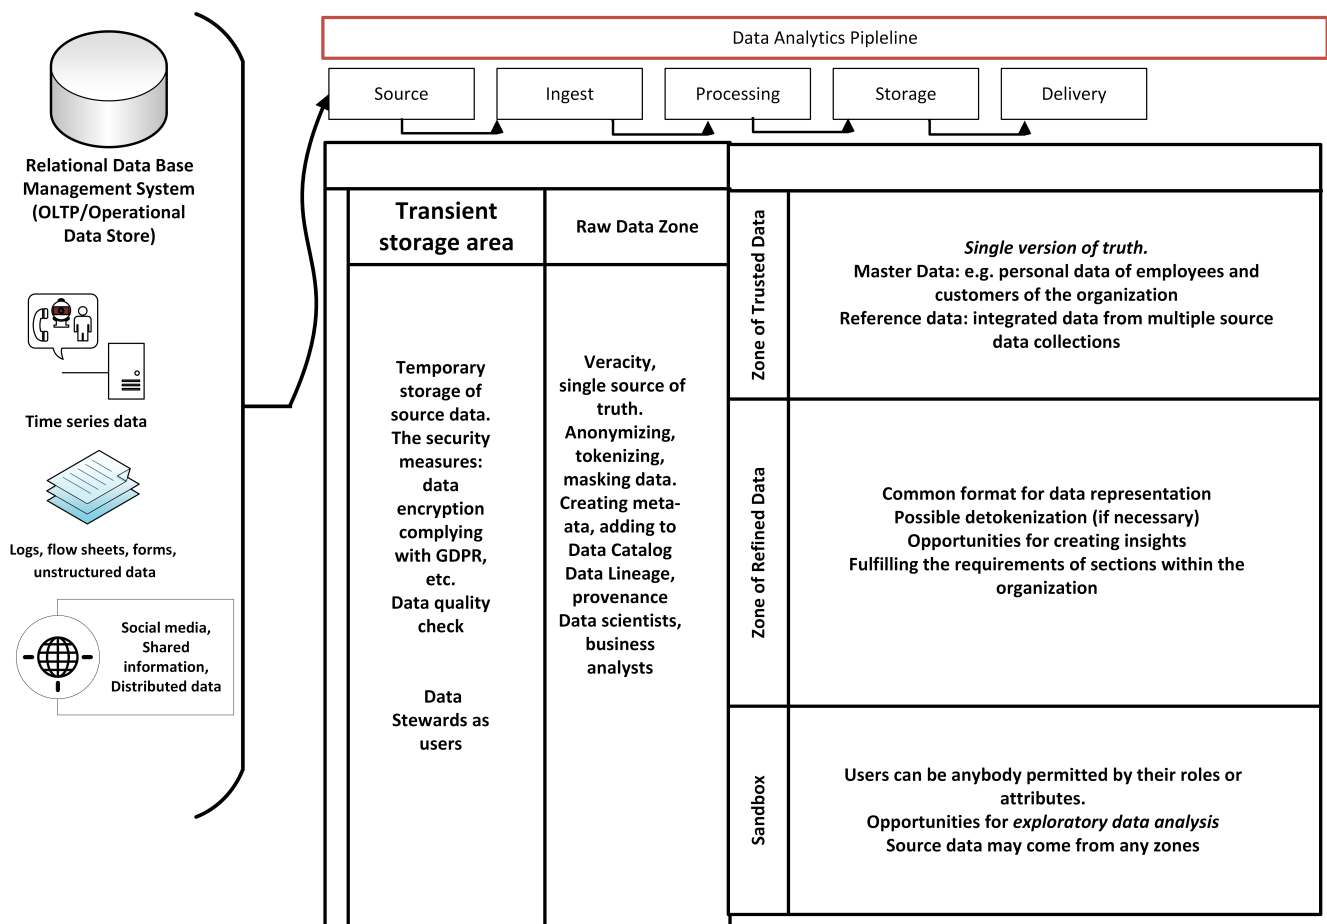 Data Analytics Pipleline
Source
Ingest
Processing
Storage
Delivery
Relational Data Base
Management System
(OLTP/Operational
Data Store)
Time series data
Logs, flow sheets, forms,
unstructured data
Social media,
Shared
information,
Distributed data
Transient
storage area
Temporary
storage of
source data.
The security
measures:
data
encryption
complying
with GDPR,
etc.
Data quality
check
Data
Stewards as
users
Raw Data Zone
Veracity,
single source of
truth.
Anonymizing,
tokenizing,
masking data.
Creating meta-
ata, adding to
Data Catalog
Data Lineage,
provenance
Data scientists,
business
analysts
Zone of Trusted Data
Single version of truth.
Master Data: e.g. personal data of employees and
customers of the organization
Reference data: integrated data from multiple source
data collections
Zone of Refined Data
Common format for data representation
Possible detokenization (if necessary)
Opportunities for creating insights
Fulfilling the requirements of sections within the
organization
Sandbox
Users can be anybody permitted by their roles or
attributes.
Opportunities for exploratory data analysis
Source data may come from any zones